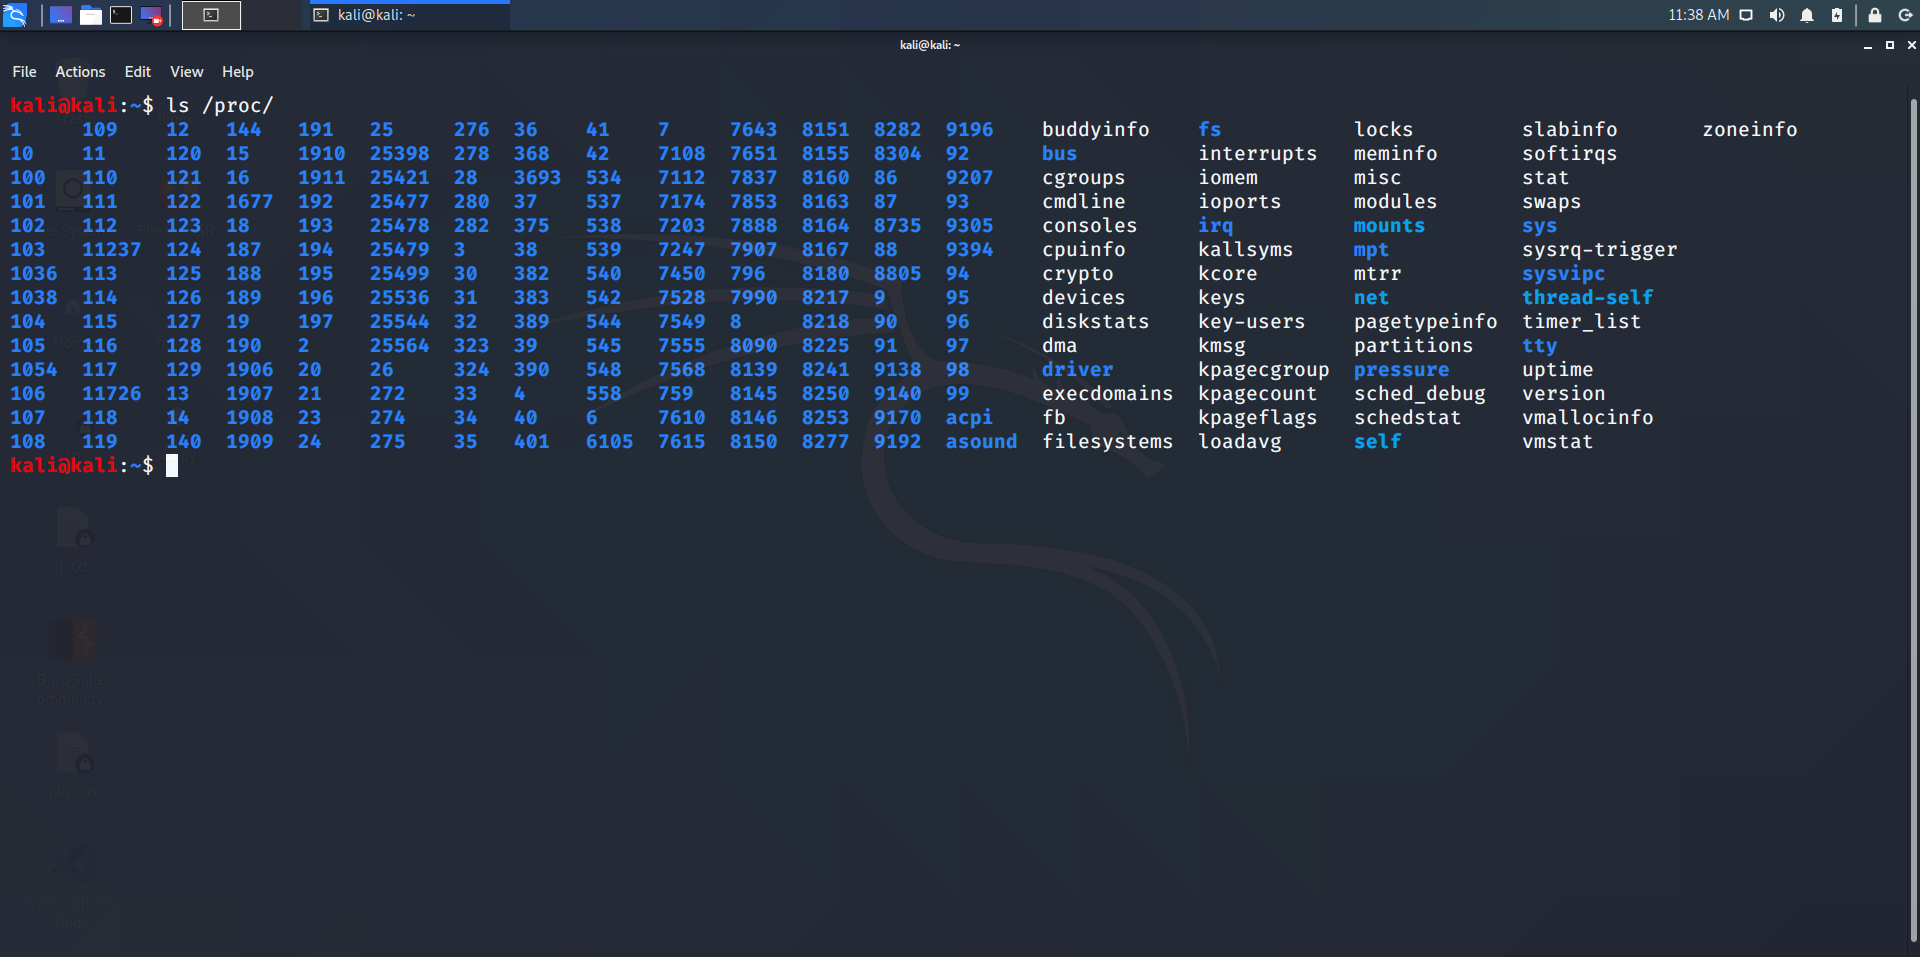 kali@kali: ~
11:38 AM
kali@kali: ~
File Actions Edit View Help
kali@kali:~$ ls /proc/
1 109 12 144 191 25 276 36 41 7 7643 8151 8282 9196 buddyinfo fs locks slabinfo zoneinfo
10 11 120 15 1910 25398 278 368 42 7108 7651 8155 8304 92 bus interrupts meminfo softirqs
100 110 121 16 1911 25421 28 3693 534 7112 7837 8160 86 9207 cgroups iomem misc stat
101 111 122 1677 192 25477 280 37 537 7174 7853 8163 87 93 cmdline ioports modules swaps
102 112 123 18 193 25478 282 375 538 7203 7888 8164 8735 9305 consoles irq mounts sys
103 11237 124 187 194 25479 3 38 539 7247 7907 8167 88 9394 cpuinfo kallsyms mpt sysrq-trigger
1036 113 125 188 195 25499 30 382 540 7450 796 8180 8805 94 crypto kcore mtrr sysvipc
1038 114 126 189 196 25536 31 383 542 7528 7990 8217 9 95 devices keys net thread-self
104 115 127 19 197 25544 32 389 544 7549 8 8218 90 96 diskstats key-users pagetypeinfo timer_list
105 116 128 190 2 25564 323 39 545 7555 8090 8225 91 97 dma kmsg partitions tty
1054 117 129 1906 20 26 324 390 548 7568 8139 8241 9138 98 driver kpagecgroup pressure uptime
106 11726 13 1907 21 272 33 4 558 759 8145 8250 9140 99 execdomains kpagecount sched_debug version
107 118 14 1908 23 274 34 40 6 7610 8146 8253 9170 acpi fb kpageflags schedstat vmallocinfo
108 119 140 1909 24 275 35 401 6105 7615 8150 8277 9192 asound filesystems loadavg self vmstat
kali@kali:~$
ip.txt
Burp Suite
Community
Visual Studio
Code